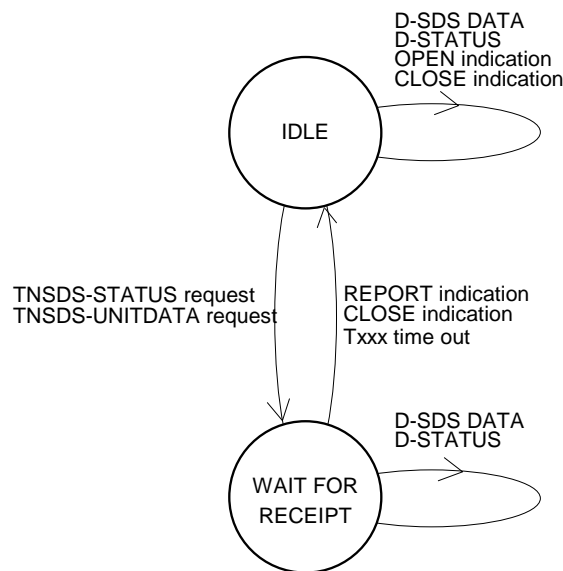 D-SDS DATA
D-STATUS
OPEN indication
CLOSE indication
IDLE
TNSDS-STATUS request
TNSDS-UNITDATA request
REPORT indication
CLOSE indication
Txxx time out
D-SDS DATA
D-STATUS
WAIT FOR
RECEIPT